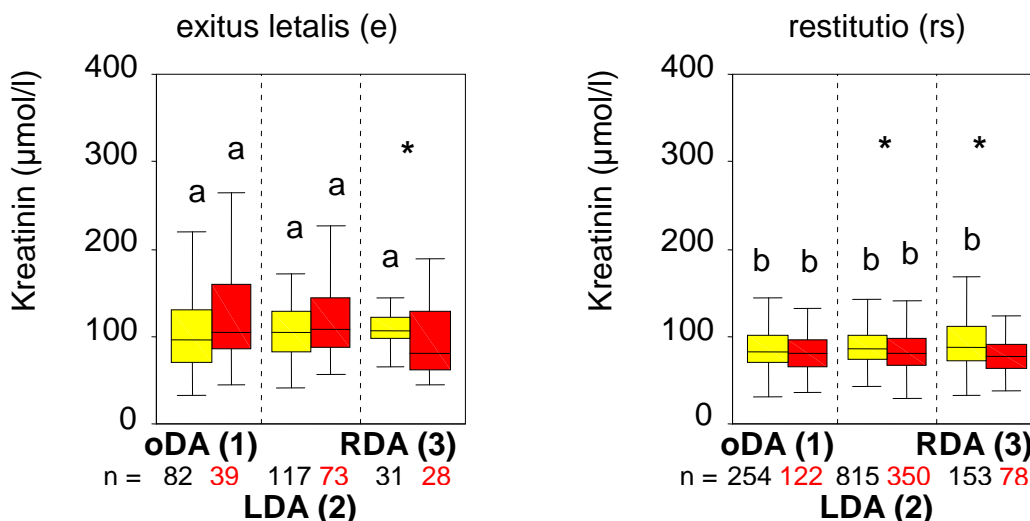 exitus letalis (e)
Kreatinin (µmol/l)
400
300
200
100
0
a
a
a
a
a
*
oDA (1)
RDA (3)
n = 82 39 117 73 31 28
LDA (2)
restitutio (rs)
Kreatinin (µmol/l)
400
300
200
100
0
b
b
b
b
b
*
*
oDA (1)
RDA (3)
n = 254 122 815 350 153 78
LDA (2)